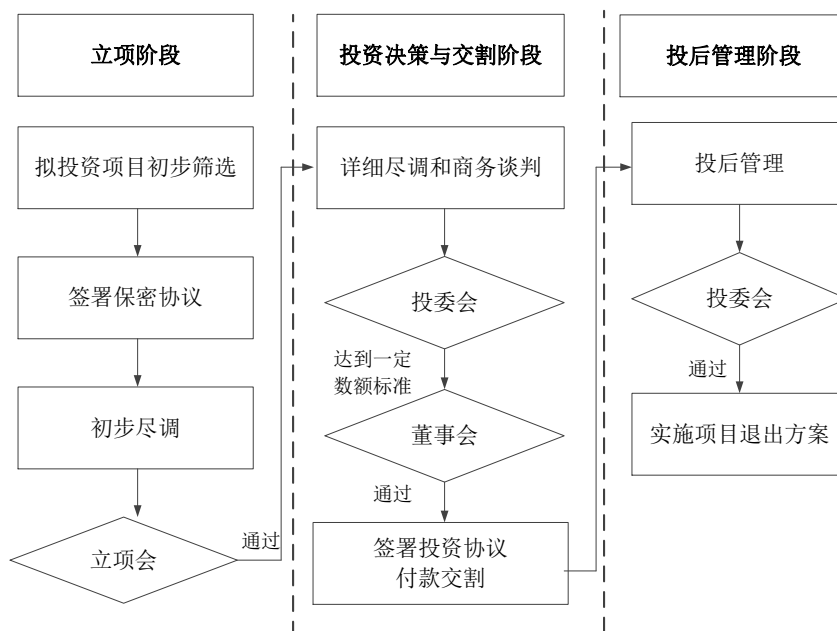 立项阶段
拟投资项目初步筛选
签署保密协议
初步尽调
立项会
通过
投资决策与交割阶段
详细尽调和商务谈判
投委会
达到一定
数额标准
董事会
通过
签署投资协议
付款交割
投后管理阶段
投后管理
投委会
通过
实施项目退出方案